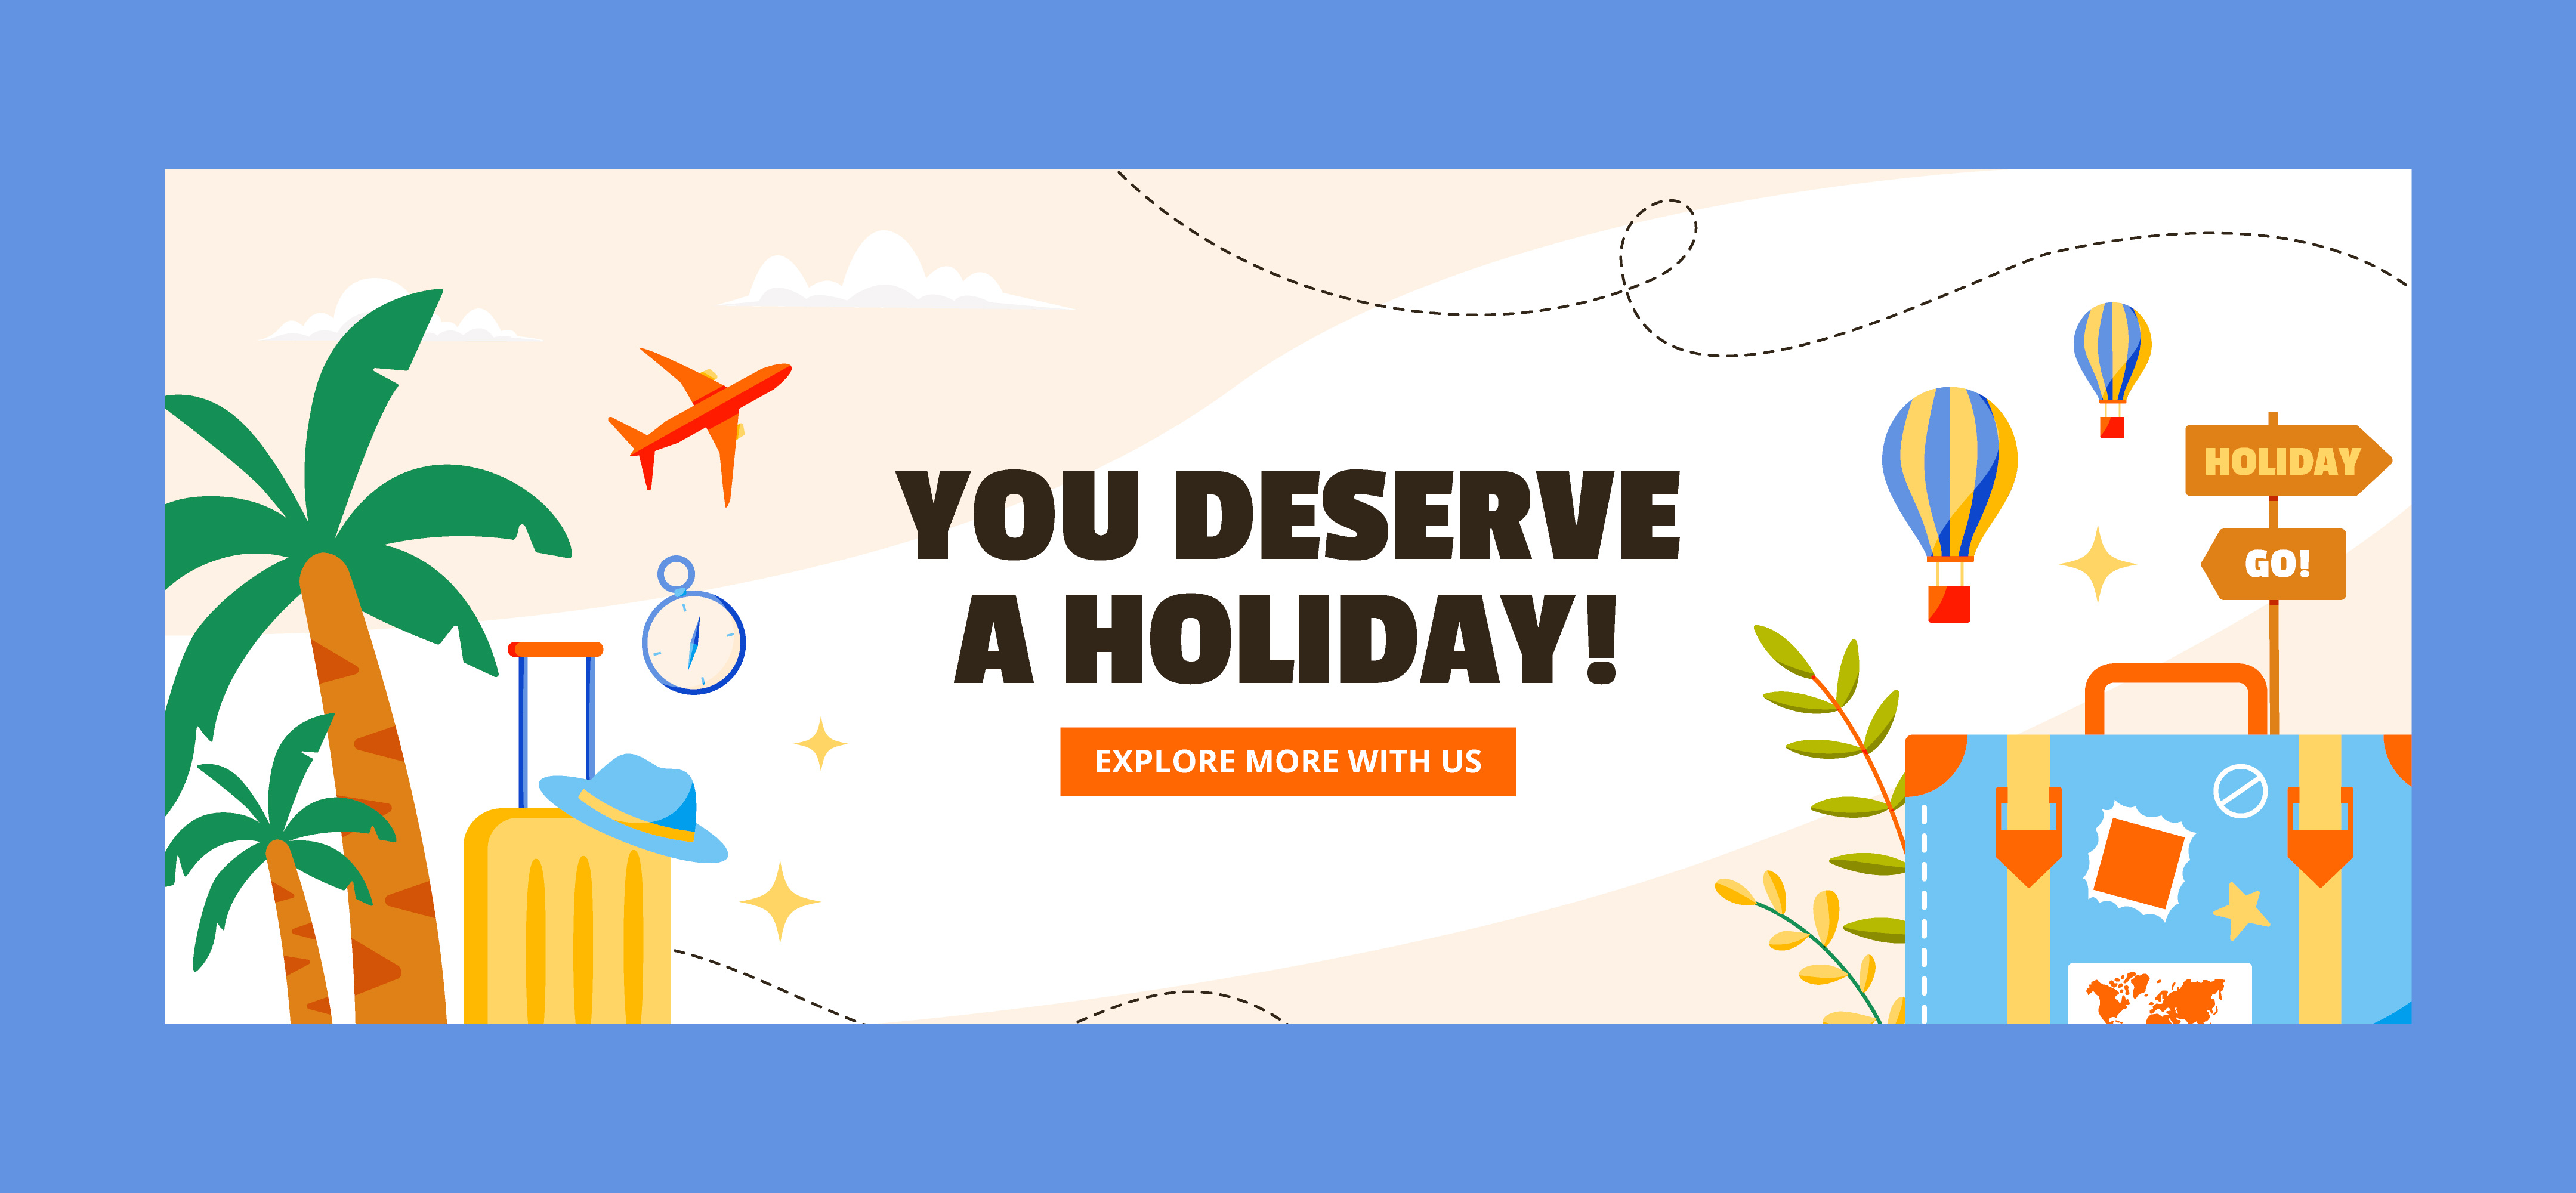 YOU DESERVE
A HOLIDAY!
EXPLORE MORE WITH US
HOLIDAY
GO!